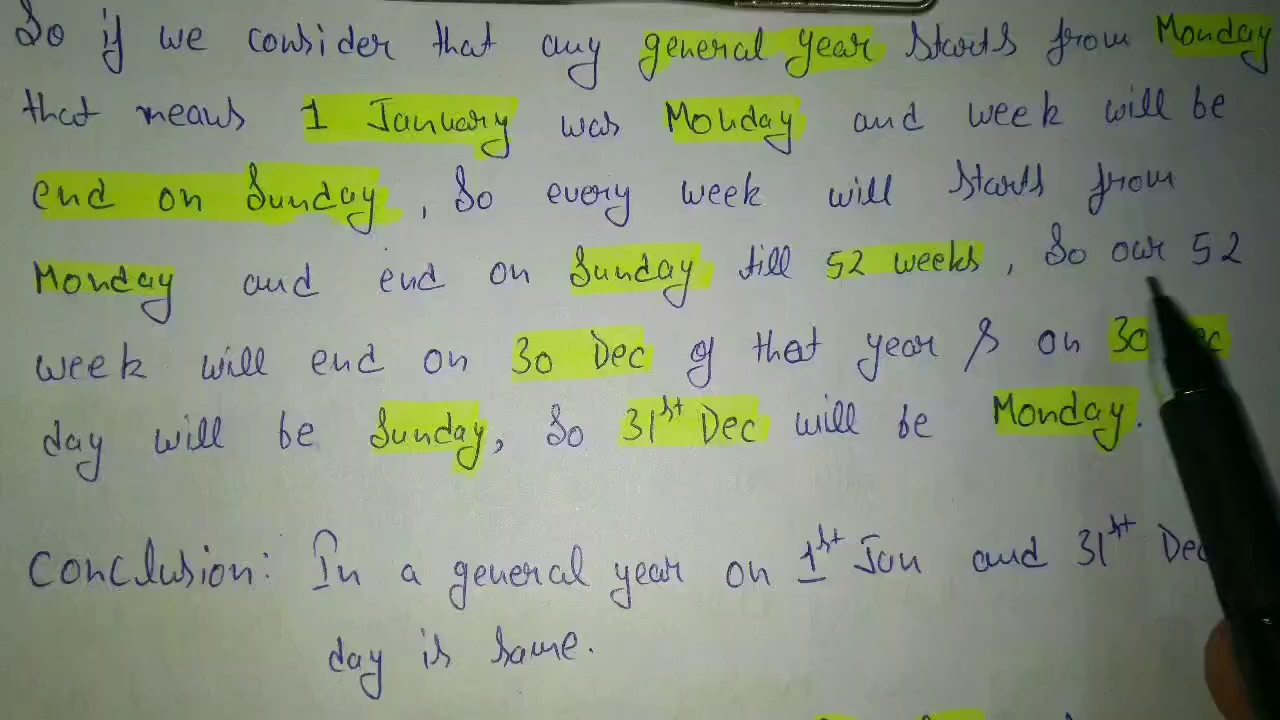 So if we consider that any general year starts from Monday
that means 1 January was Monday and week will be
end on Sunday, So every week will starts from
Monday and end on Sunday till 52 weeks, So our 52
week will end on 30 Dec of that year & on 30 Dec
day will be Sunday, So 31st Dec will be Monday.
Conclusion: In a general year on 1st Jan and 31st Dec
day is same.